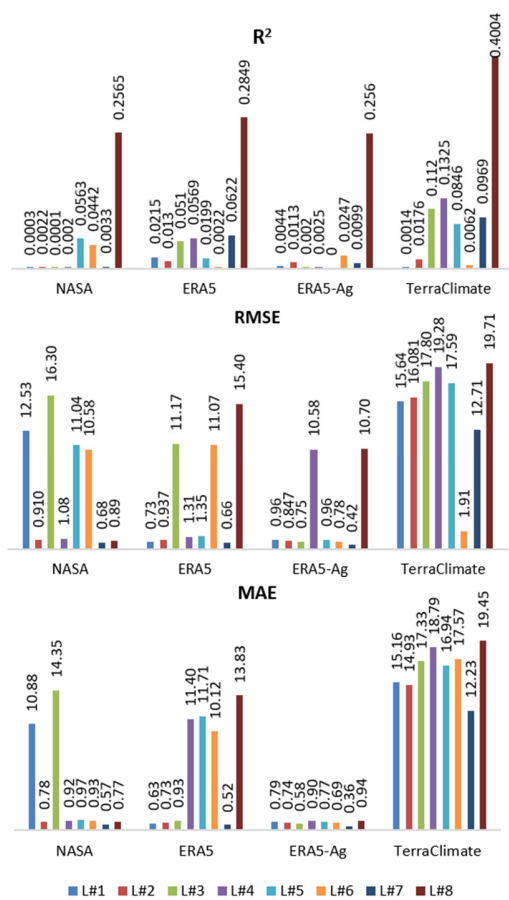 R²
0.0003 0.0022 0.0001 0.002 0.0563 0.0442 0.0033 0.2565
0.0215 0.013 0.051 0.0569 0.0199 0.0022 0.0622 0.2849
0.0044 0.0113 0.002 0.0025 0 0.0247 0.0099 0.256
0.0014 0.0176 0.112 0.1325 0.0846 0.0062 0.0969 0.4004
NASA ERA5 ERA5-Ag TerraClimate
RMSE
12.53 0.910 16.30 1.08 11.04 10.58 0.68 0.89
0.73 0.937 11.17 1.31 1.35 11.07 0.66 15.40
0.96 0.847 0.75 10.58 0.96 0.78 0.42 10.70
15.64 16.081 17.80 19.28 17.59 1.91 12.71 19.71
NASA ERA5 ERA5-Ag TerraClimate
MAE
10.88 0.78 14.35 0.92 0.97 0.93 0.57 0.77
0.63 0.73 0.93 11.40 11.71 10.12 0.52 13.83
0.79 0.74 0.58 0.90 0.77 0.69 0.36 0.94
15.16 14.93 17.33 18.79 16.94 17.57 12.23 19.45
NASA ERA5 ERA5-Ag TerraClimate
L#1 L#2 L#3 L#4 L#5 L#6 L#7 L#8